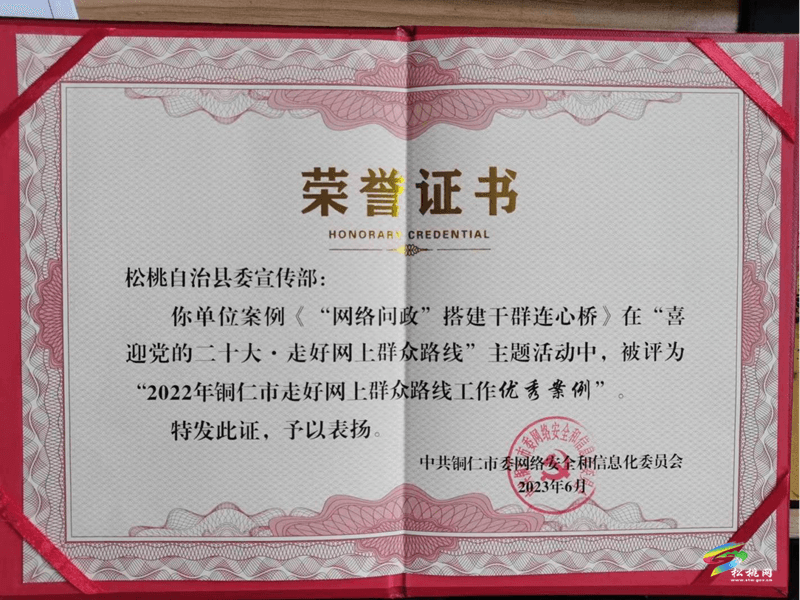 荣誉证书
HONORARY CREDENTIAL
松桃自治县委宣传部：
你单位案例《“网络问政”搭建干群连心桥》在“喜
迎党的二十大·走好网上群众路线”主题活动中，被评为
“2022年铜仁市走好网上群众路线工作优秀案例”。
特发此证，予以表扬。
中共铜仁市委网络安全和信息化委员会
2023年6月
松桃网
www.stw.gov.cn